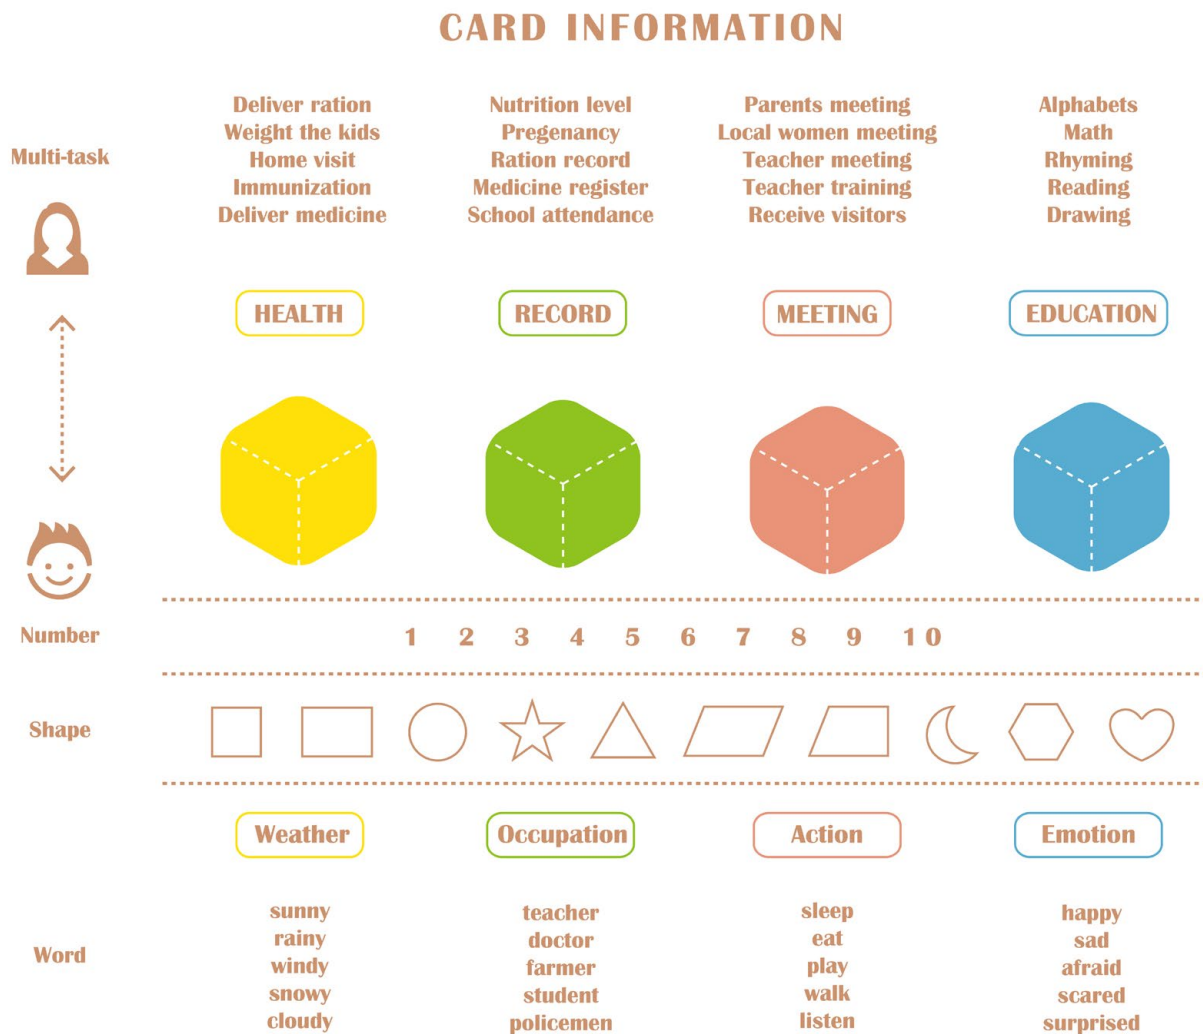 CARD INFORMATION
Multi-task
Deliver ration
Weight the kids
Home visit
Immunization
Deliver medicine
Nutrition level
Pregenancy
Ration record
Medicine register
School attendance
Parents meeting
Local women meeting
Teacher meeting
Teacher training
Receive visitors
Alphabets
Math
Rhyming
Reading
Drawing
HEALTH
RECORD
MEETING
EDUCATION
Number
1 2 3 4 5 6 7 8 9 10
Shape
Weather
Occupation
Action
Emotion
Word
sunny
rainy
windy
snowy
cloudy
teacher
doctor
farmer
student
policemen
sleep
eat
play
walk
listen
happy
sad
afraid
scared
surprised